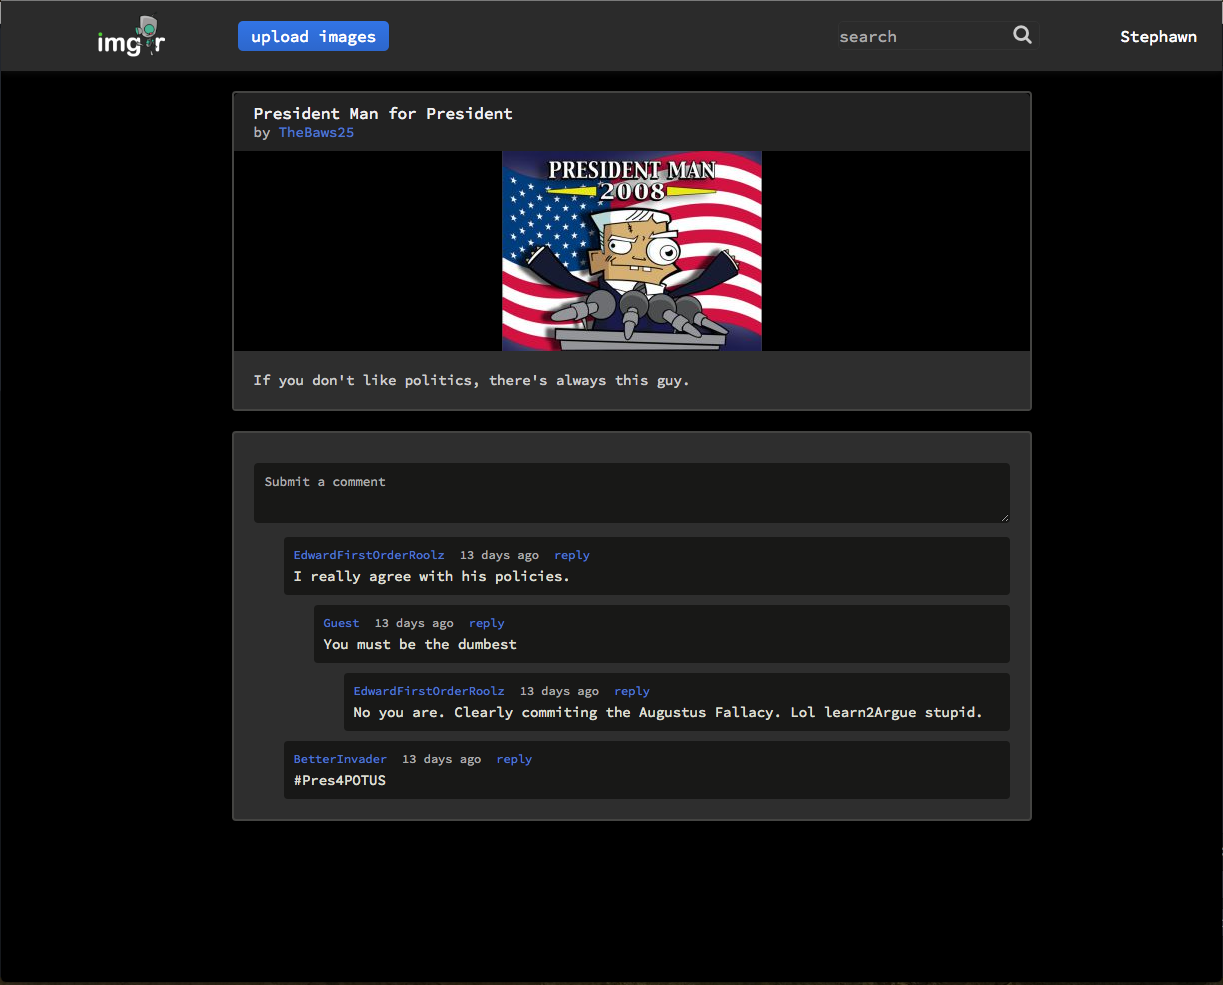 imgir
upload images
search
Stephawn
President Man for President
by TheBaws25
PRESIDENT MAN
2008
If you don't like politics, there's always this guy.
Submit a comment
EdwardFirstOrderRoolz 13 days ago reply
I really agree with his policies.
Guest 13 days ago reply
You must be the dumbest
EdwardFirstOrderRoolz 13 days ago reply
No you are. Clearly commiting the Augustus Fallacy. Lol learn2Argue stupid.
BetterInvader 13 days ago reply
#Pres4POTUS